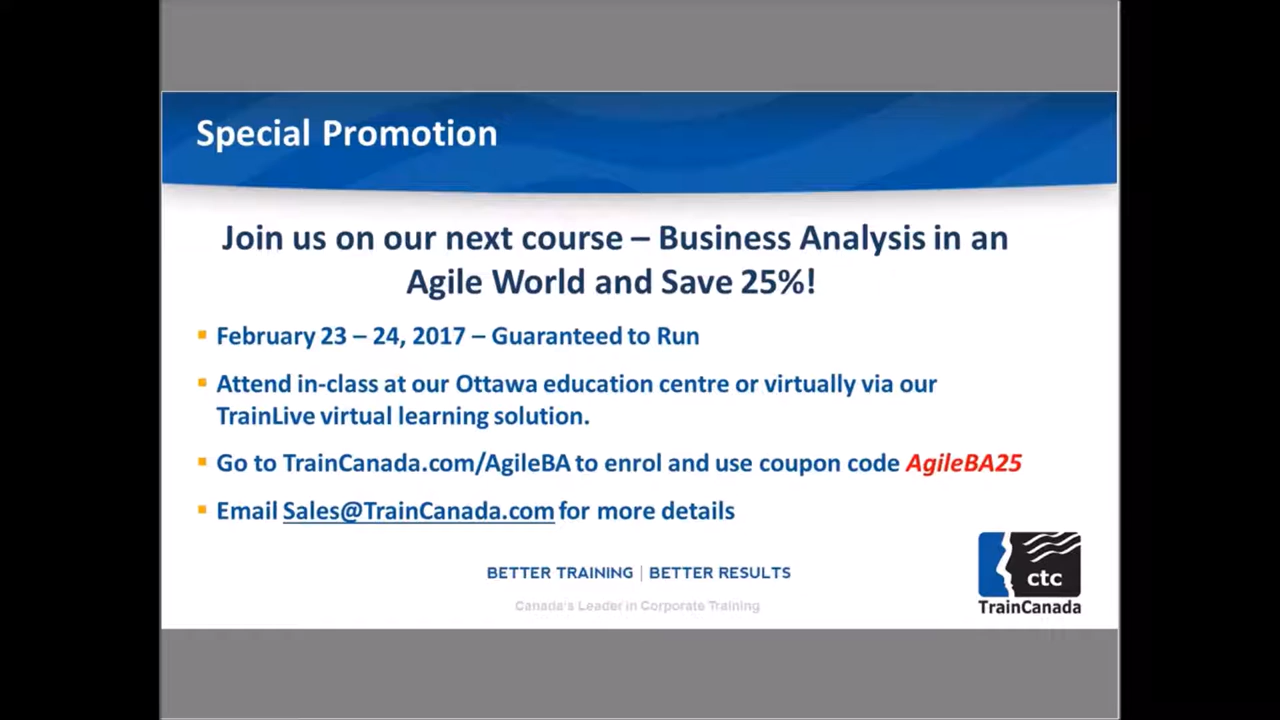 Special Promotion
Join us on our next course – Business Analysis in an
Agile World and Save 25%!
February 23 – 24, 2017 – Guaranteed to Run
Attend in-class at our Ottawa education centre or virtually via our
TrainLive virtual learning solution.
Go to TrainCanada.com/AgileBA to enrol and use coupon code AgileBA25
Email Sales@TrainCanada.com for more details
BETTER TRAINING | BETTER RESULTS
Canada's Leader in Corporate Training
ctc
TrainCanada